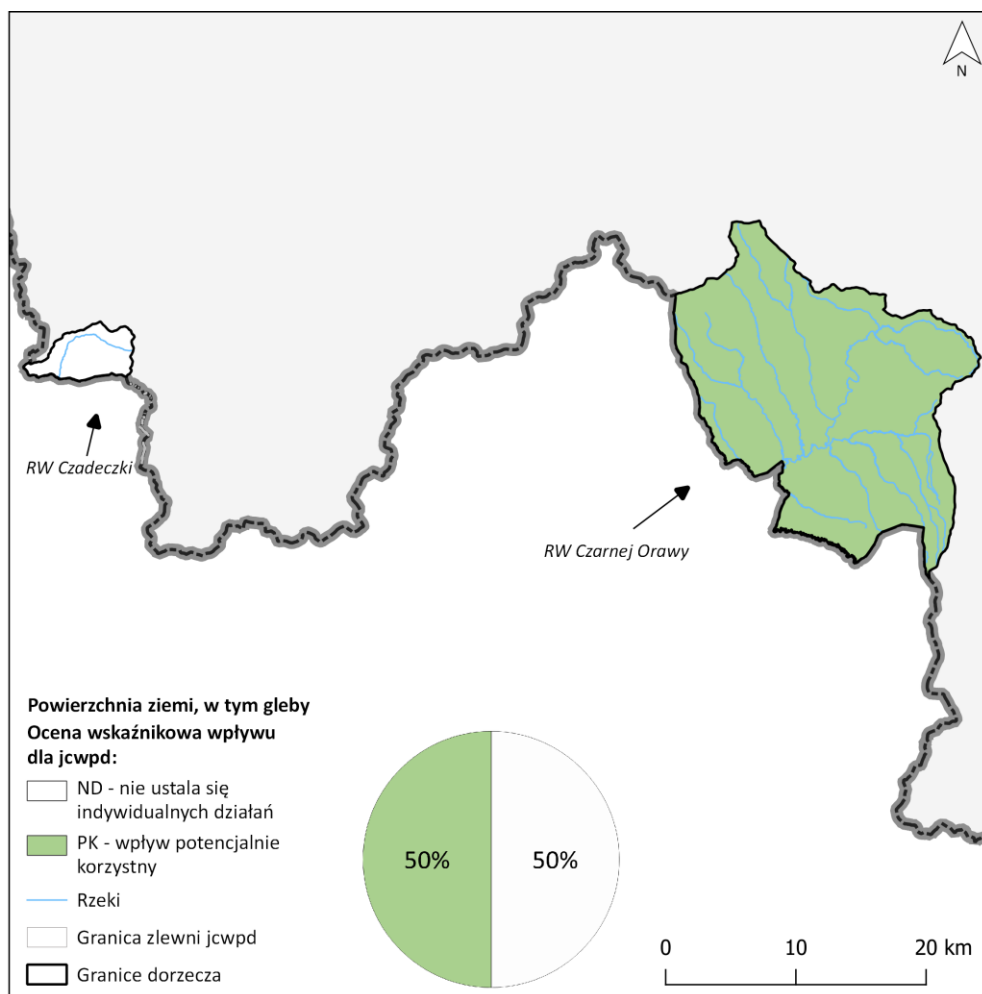 N
RW Czadeczki
RW Czarnej Orawy
Powierzchnia ziemi, w tym gleby
Ocena wskaźnikowa wpływu
dla jcwpd:
ND - nie ustala się
indywidualnych działań
PK - wpływ potencjalnie
korzystny
Rzeki
Granica zlewni jcwpd
Granice dorzecza
50%
50%
0
10
20 km